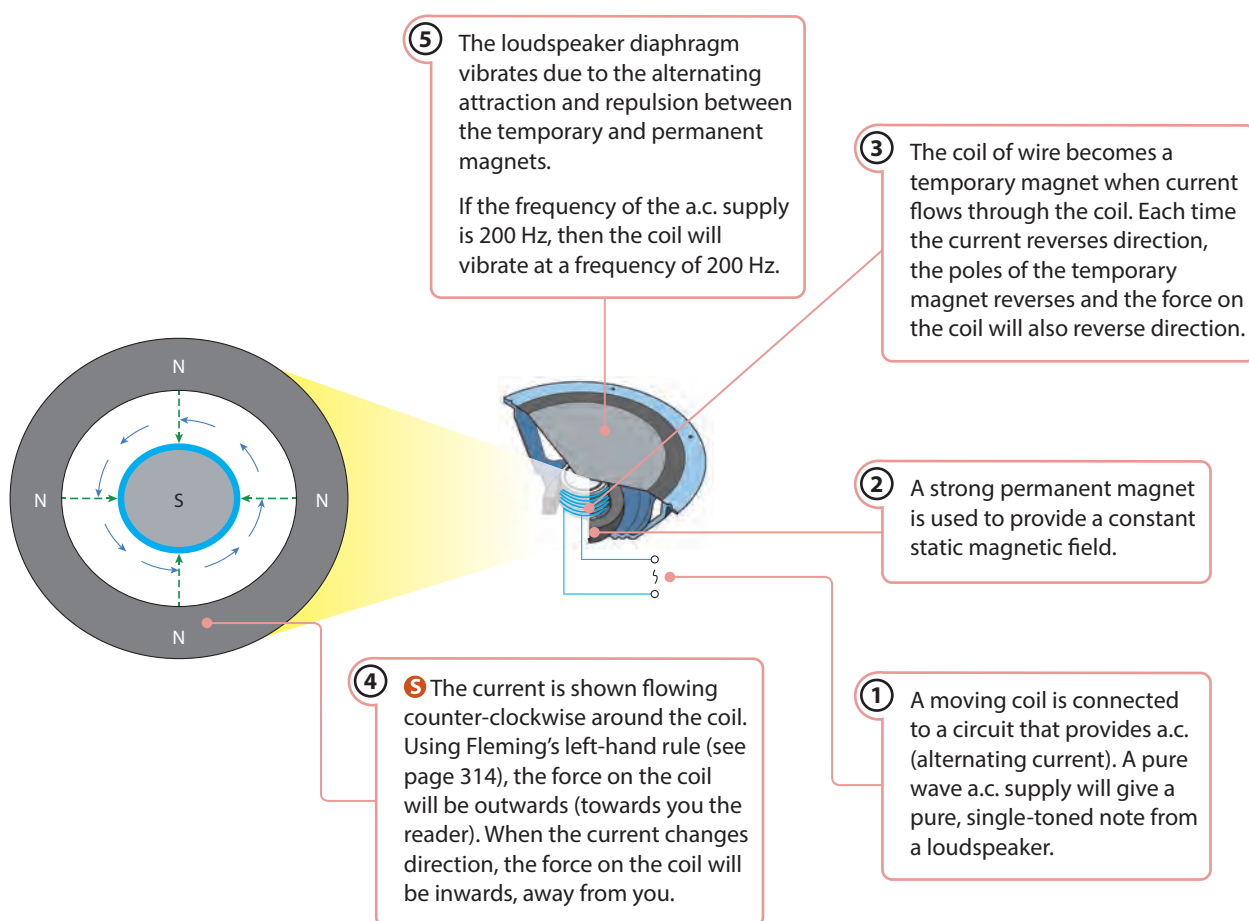 5
The loudspeaker diaphragm
vibrates due to the alternating
attraction and repulsion between
the temporary and permanent
magnets.
If the frequency of the a.c. supply
is 200 Hz, then the coil will
vibrate at a frequency of 200 Hz.
3
The coil of wire becomes a
temporary magnet when current
flows through the coil. Each time
the current reverses direction,
the poles of the temporary
magnet reverses and the force on
the coil will also reverse direction.
N
N
S
N
N
2
A strong permanent magnet
is used to provide a constant
static magnetic field.
4
S The current is shown flowing
counter-clockwise around the coil.
Using Fleming’s left-hand rule (see
page 314), the force on the coil
will be outwards (towards you the
reader). When the current changes
direction, the force on the coil will
be inwards, away from you.
1
A moving coil is connected
to a circuit that provides a.c.
(alternating current). A pure
wave a.c. supply will give a
pure, single-toned note from
a loudspeaker.